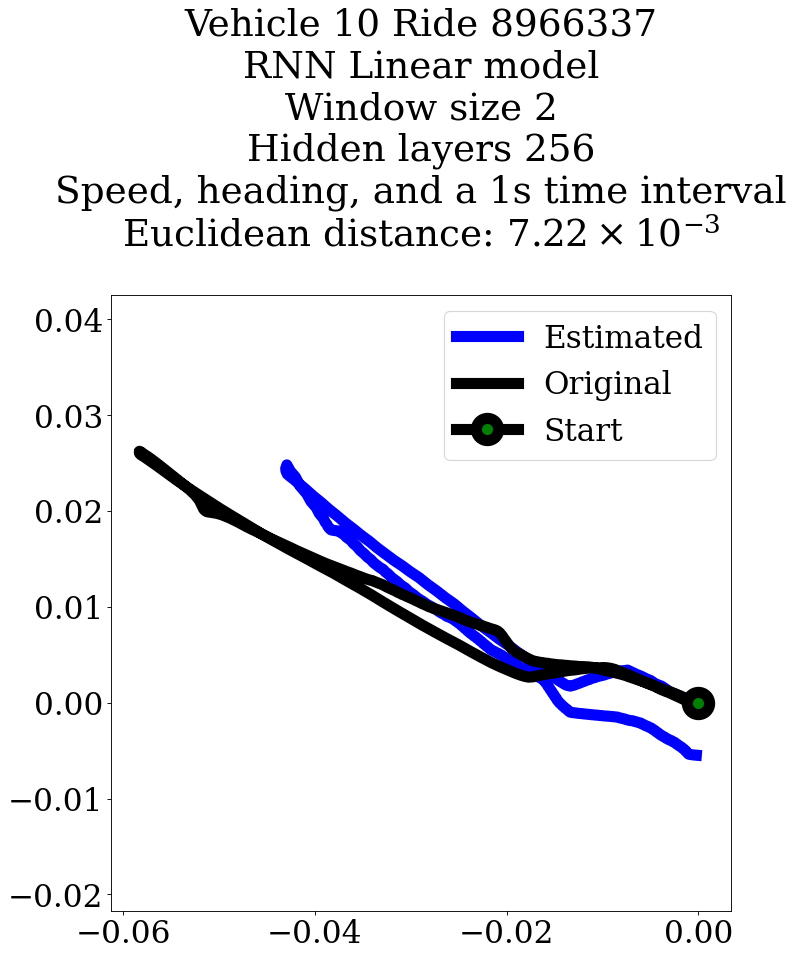 Vehicle 10 Ride 8966337
RNN Linear model
Window size 2
Hidden layers 256
Speed, heading, and a 1s time interval
Euclidean distance: 7.22 × 10⁻³
Estimated
Original
Start
0.04
0.03
0.02
0.01
0.00
−0.01
−0.02
−0.06
−0.04
−0.02
0.00